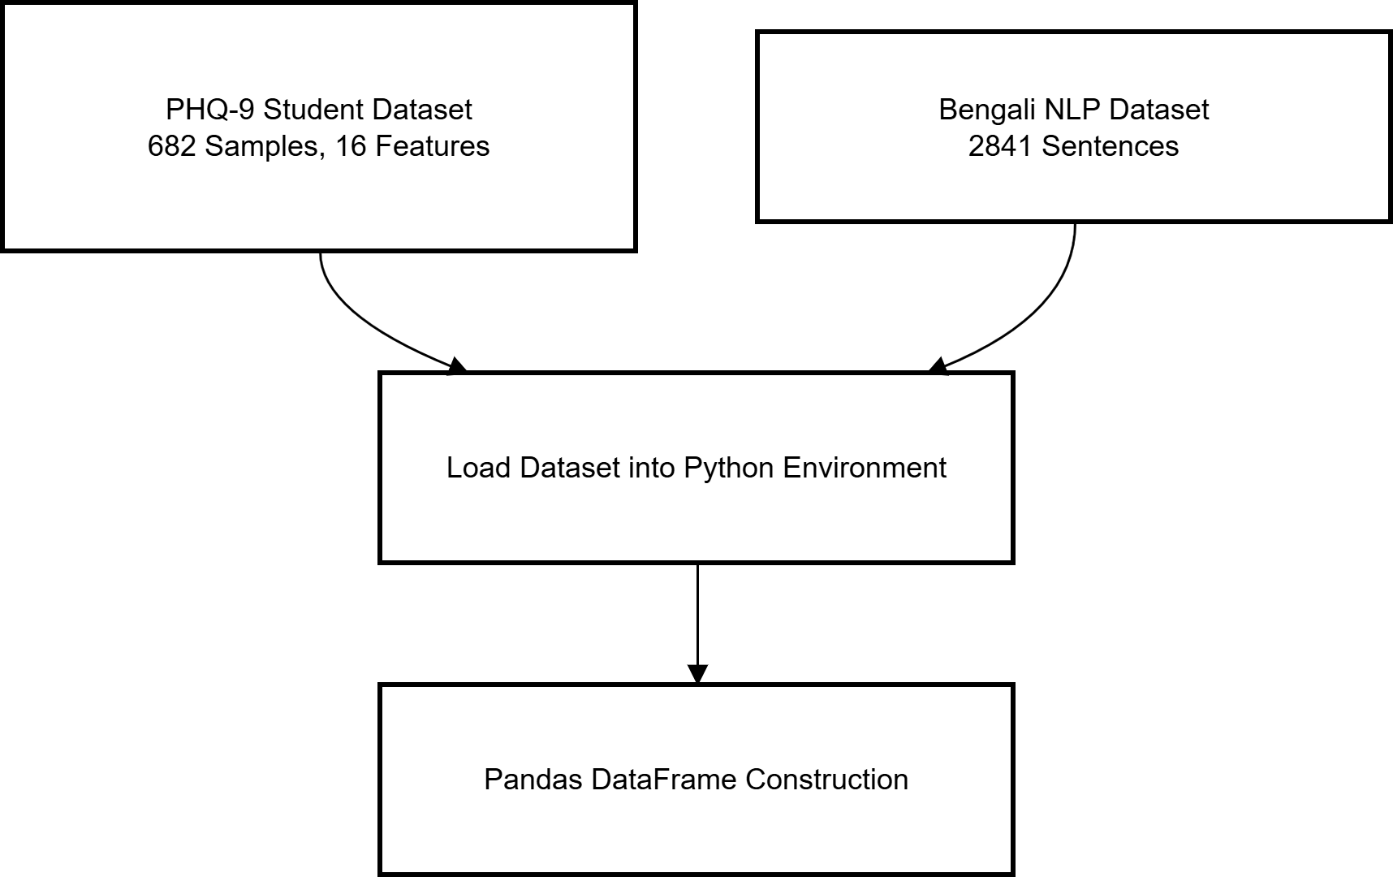 PHQ-9 Student Dataset
682 Samples, 16 Features
Bengali NLP Dataset
2841 Sentences
Load Dataset into Python Environment
Pandas DataFrame Construction